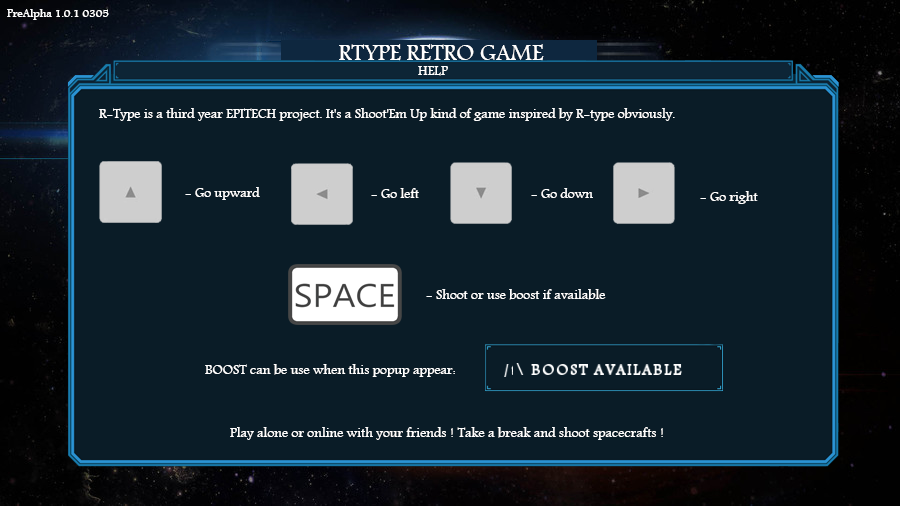 PreAlpha 1.0.1 0305
RTYPE RETRO GAME
HELP
R-Type is a third year EPITECH project. It's a Shoot'Em Up kind of game inspired by R-type obviously.
▲ - Go upward ◄ - Go left ▼ - Go down ► - Go right
SPACE - Shoot or use boost if available
BOOST can be use when this popup appear: /!\ BOOST AVAILABLE
Play alone or online with your friends ! Take a break and shoot spacecrafts !